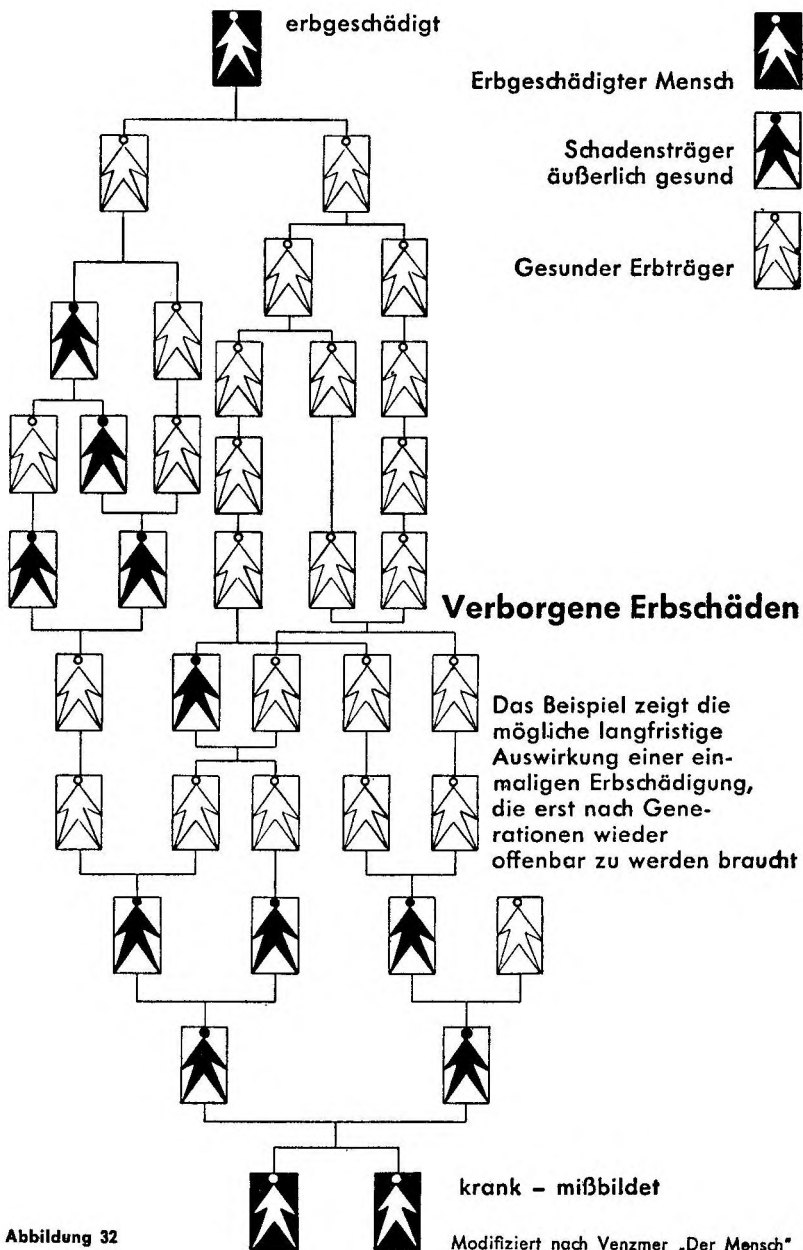 erbgeschädigt
Erbgeschädigter Mensch
Schadensträger
äußerlich gesund
Gesunder Erbträger
Verborgene Erbschäden
Das Beispiel zeigt die
mögliche langfristige
Auswirkung einer ein-
maligen Erbschädigung,
die erst nach Gene-
rationen wieder
offenbar zu werden braucht
krank – mißbildet
Abbildung 32
Modifiziert nach Venzmer „Der Mensch"